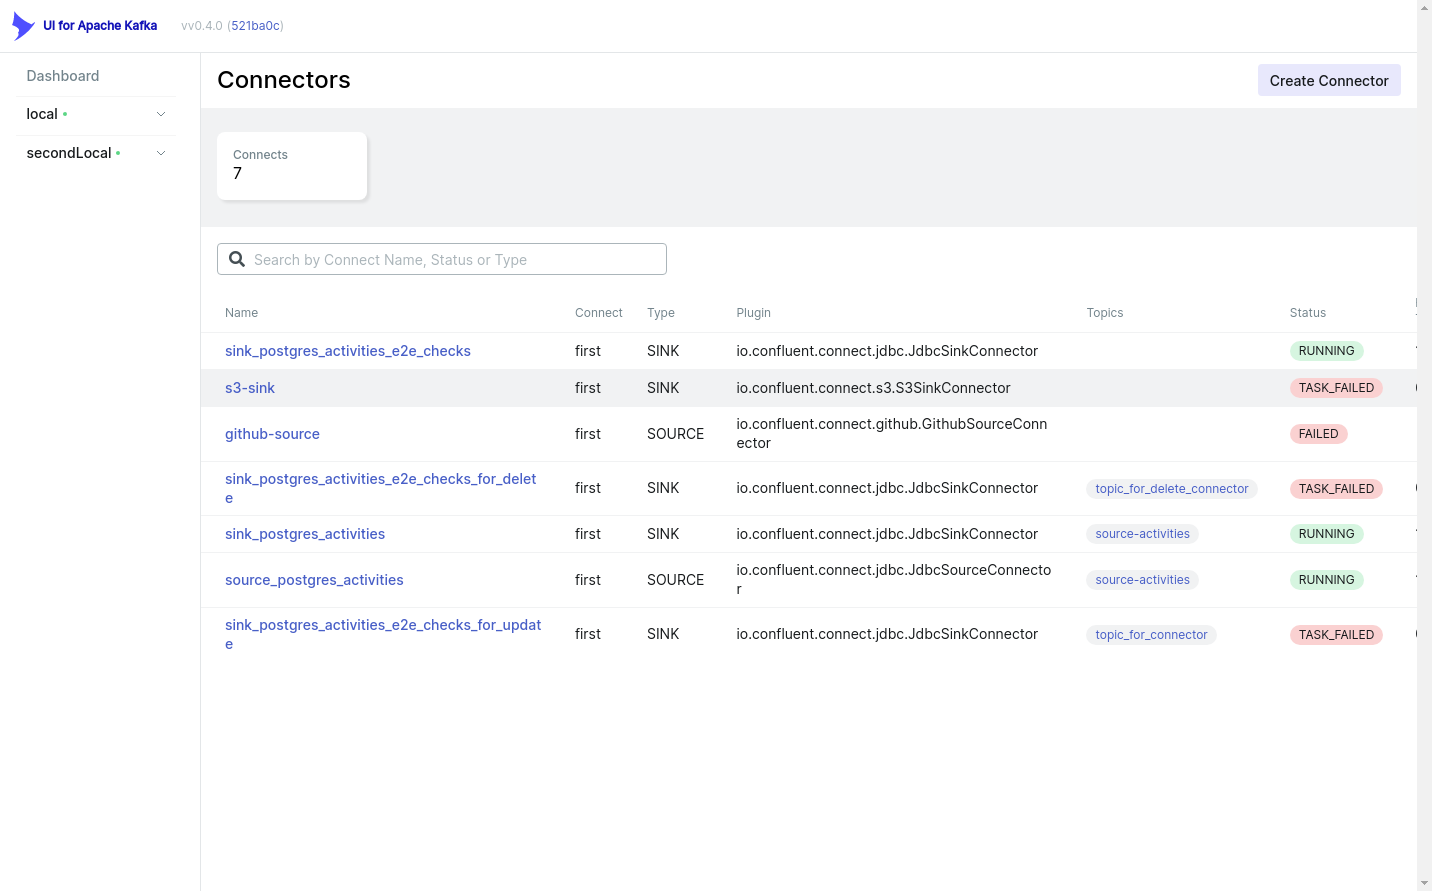 UI for Apache Kafka
vv0.4.0 (521ba0c)
Dashboard
local
secondLocal
Connectors
Create Connector
Connects
7
Search by Connect Name, Status or Type
Name Connect Type Plugin Topics Status
sink_postgres_activities_e2e_checks first SINK io.confluent.connect.jdbc.JdbcSinkConnector RUNNING
s3-sink first SINK io.confluent.connect.s3.S3SinkConnector TASK_FAILED
github-source first SOURCE io.confluent.connect.github.GithubSourceConn
ector FAILED
sink_postgres_activities_e2e_checks_for_delet
e first SINK io.confluent.connect.jdbc.JdbcSinkConnector topic_for_delete_connector TASK_FAILED
sink_postgres_activities first SINK io.confluent.connect.jdbc.JdbcSinkConnector source-activities RUNNING
source_postgres_activities first SOURCE io.confluent.connect.jdbc.JdbcSourceConnecto
r source-activities RUNNING
sink_postgres_activities_e2e_checks_for_updat
e first SINK io.confluent.connect.jdbc.JdbcSinkConnector topic_for_connector TASK_FAILED